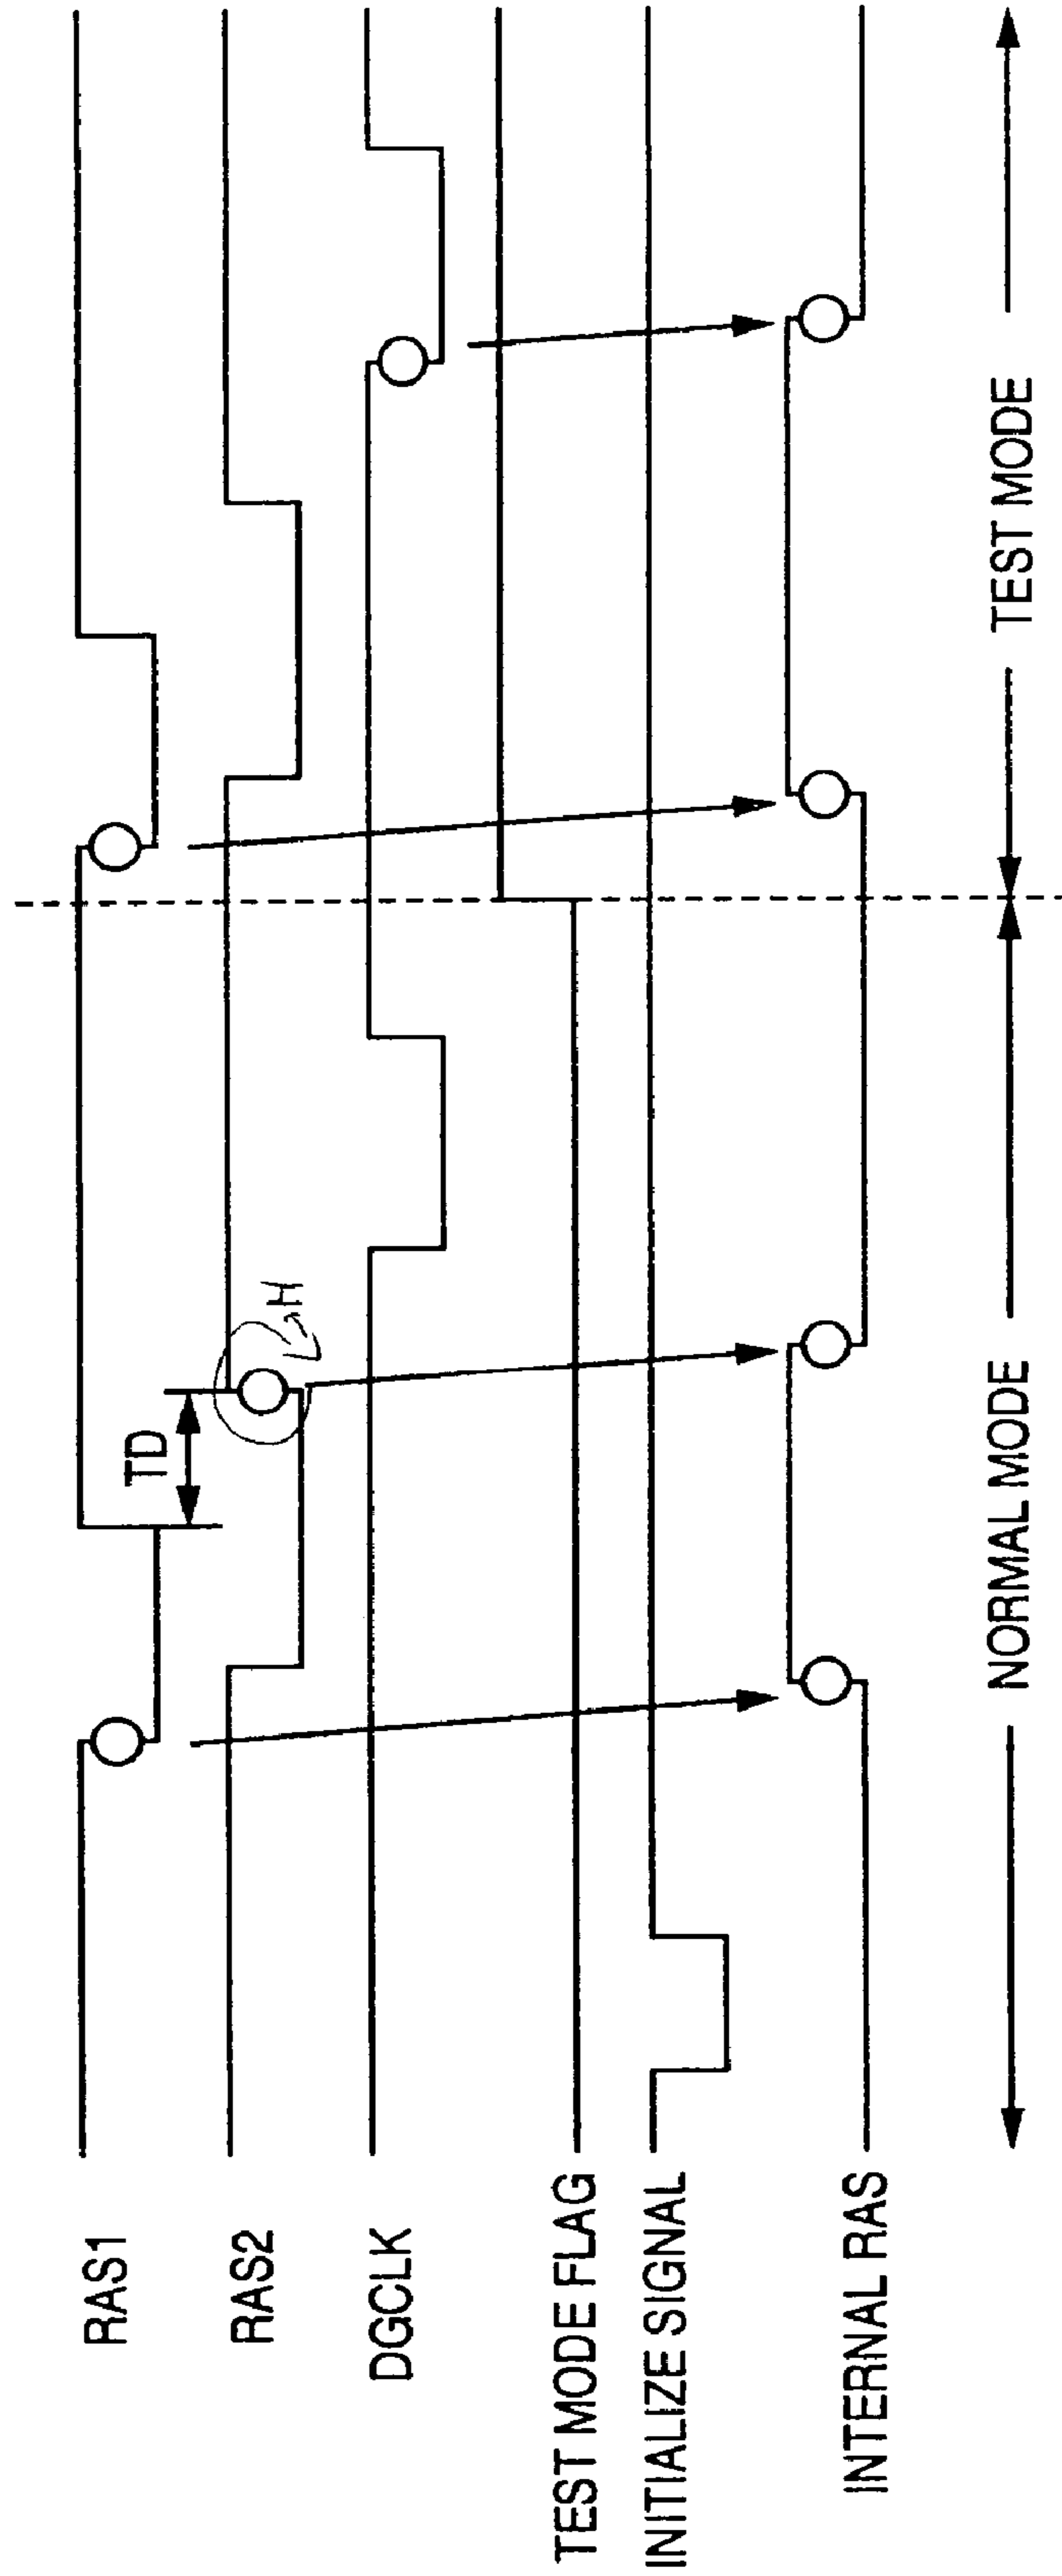 RAS1
TD
RAS2
H
DGCLK
TEST MODE FLAG
INITIALIZE SIGNAL
INTERNAL RAS
NORMAL MODE
TEST MODE